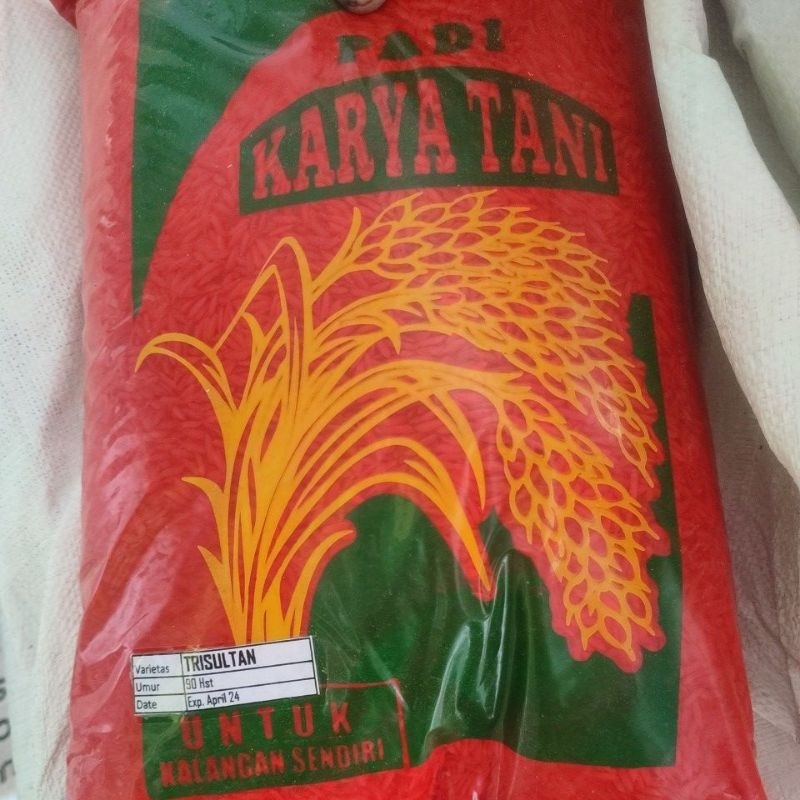 PADI
KARYA TANI
Varietas TRISULTAN
Umur 90 Hst
Date Exp. April 24
UNTUK
KALANGAN SENDIRI